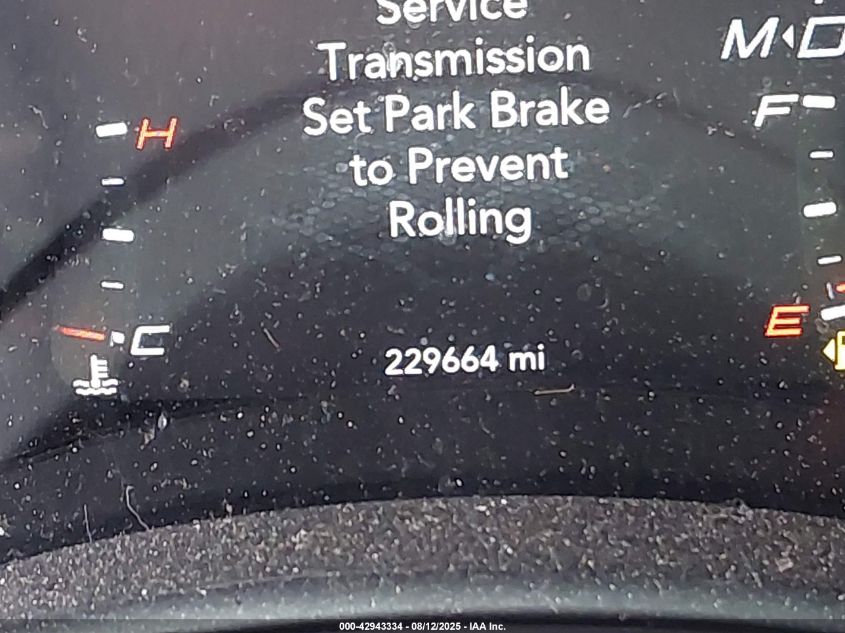 Service
Transmission
Set Park Brake
to Prevent
Rolling
M
H
F
C
E
229664 mi
000-42943334 - 08/12/2025 - IAA Inc.